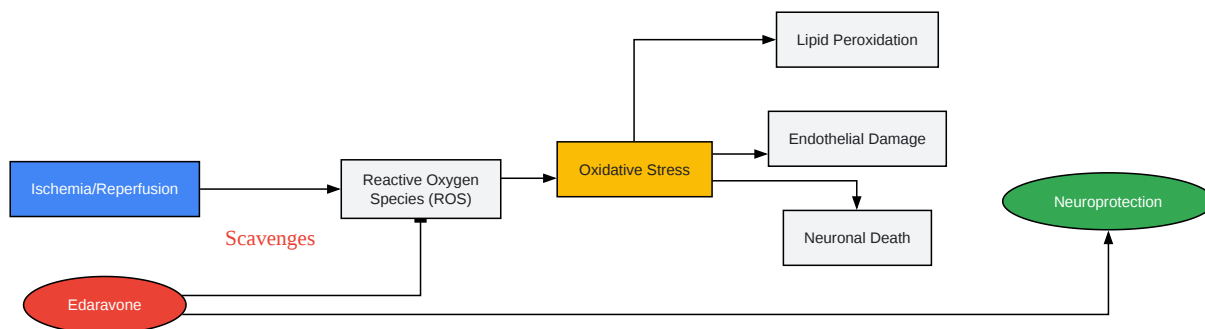 Lipid Peroxidation
Endothelial Damage
Oxidative Stress
Ischemia/Reperfusion
Reactive Oxygen
Species (ROS)
Neuroprotection
Scavenges
Neuronal Death
Edaravone